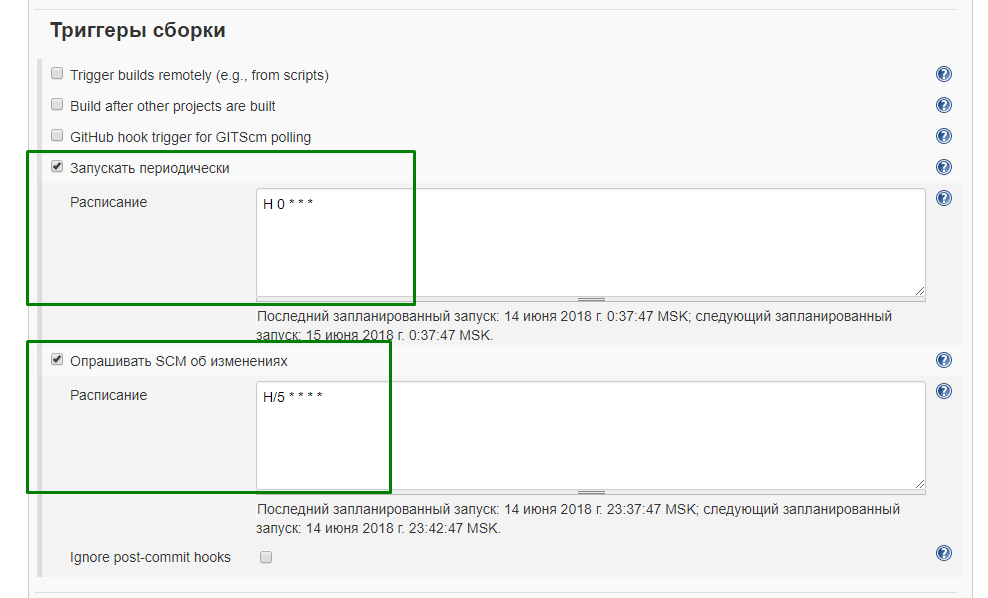 Триггеры сборки
Trigger builds remotely (e.g., from scripts)
Build after other projects are built
GitHub hook trigger for GITScm polling
Запускать периодически
Расписание
H 0 * * *
Последний запланированный запуск: 14 июня 2018 г. 0:37:47 MSK; следующий запланированный
запуск: 15 июня 2018 г. 0:37:47 MSK.
Опрашивать SCM об изменениях
Расписание
H/5 * * * *
Последний запланированный запуск: 14 июня 2018 г. 23:37:47 MSK; следующий запланированный
запуск: 14 июня 2018 г. 23:42:47 MSK.
Ignore post-commit hooks